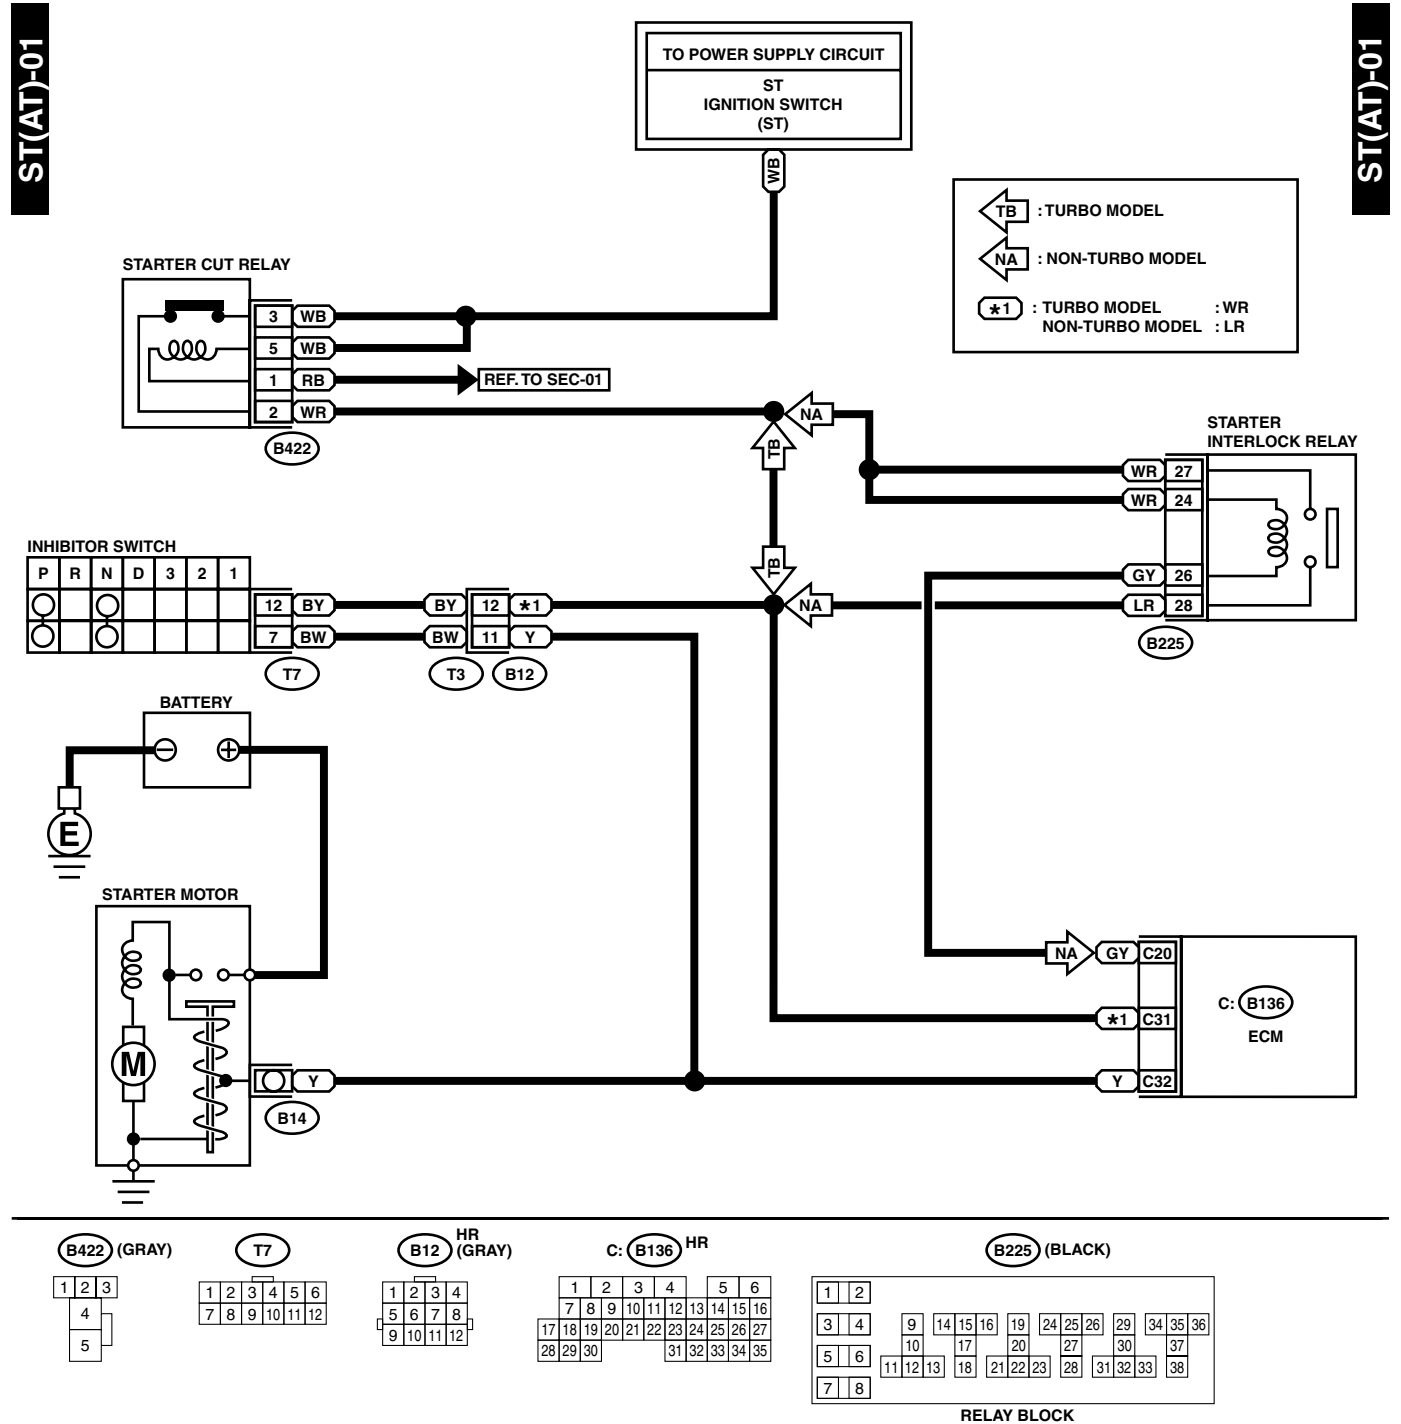 ST(AT)-01
ST(AT)-01
TO POWER SUPPLY CIRCUIT
ST
IGNITION SWITCH
(ST)
WB
TB : TURBO MODEL
NA : NON-TURBO MODEL
*1 : TURBO MODEL : WR
NON-TURBO MODEL : LR
STARTER CUT RELAY
3 WB
5 WB
1 RB
REF. TO SEC-01
2 WR
B422
NA
TB
TB
NA
STARTER
INTERLOCK RELAY
WR 27
WR 24
GY 26
LR 28
B225
INHIBITOR SWITCH
P R N D 3 2 1
12 BY BY 12 *1
7 BW BW 11 Y
T7 T3 B12
BATTERY
− +
E
STARTER MOTOR
M
Y
B14
NA GY C20
*1 C31
Y C32
C: B136
ECM
B422 (GRAY)
1 2 3
4
5
T7
1 2 3 4 5 6
7 8 9 10 11 12
B12 HR
(GRAY)
1 2 3 4
5 6 7 8
9 10 11 12
C: B136 HR
1 2 3 4 5 6
7 8 9 10 11 12 13 14 15 16
17 18 19 20 21 22 23 24 25 26 27
28 29 30 31 32 33 34 35
B225 (BLACK)
1 2
3 4 9 14 15 16 19 24 25 26 29 34 35 36
10 17 20 27 30 37
5 6 11 12 13 18 21 22 23 28 31 32 33 38
7 8
RELAY BLOCK